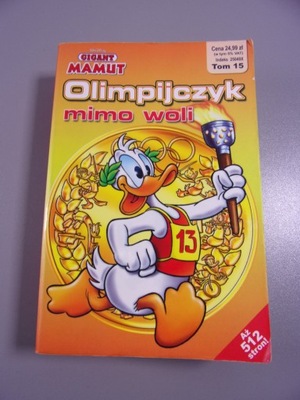 GIGANT
MAMUT
Cena 24,99 zł
Tom 15
Olimpijczyk
mimo woli
13
Aż
512
stron!